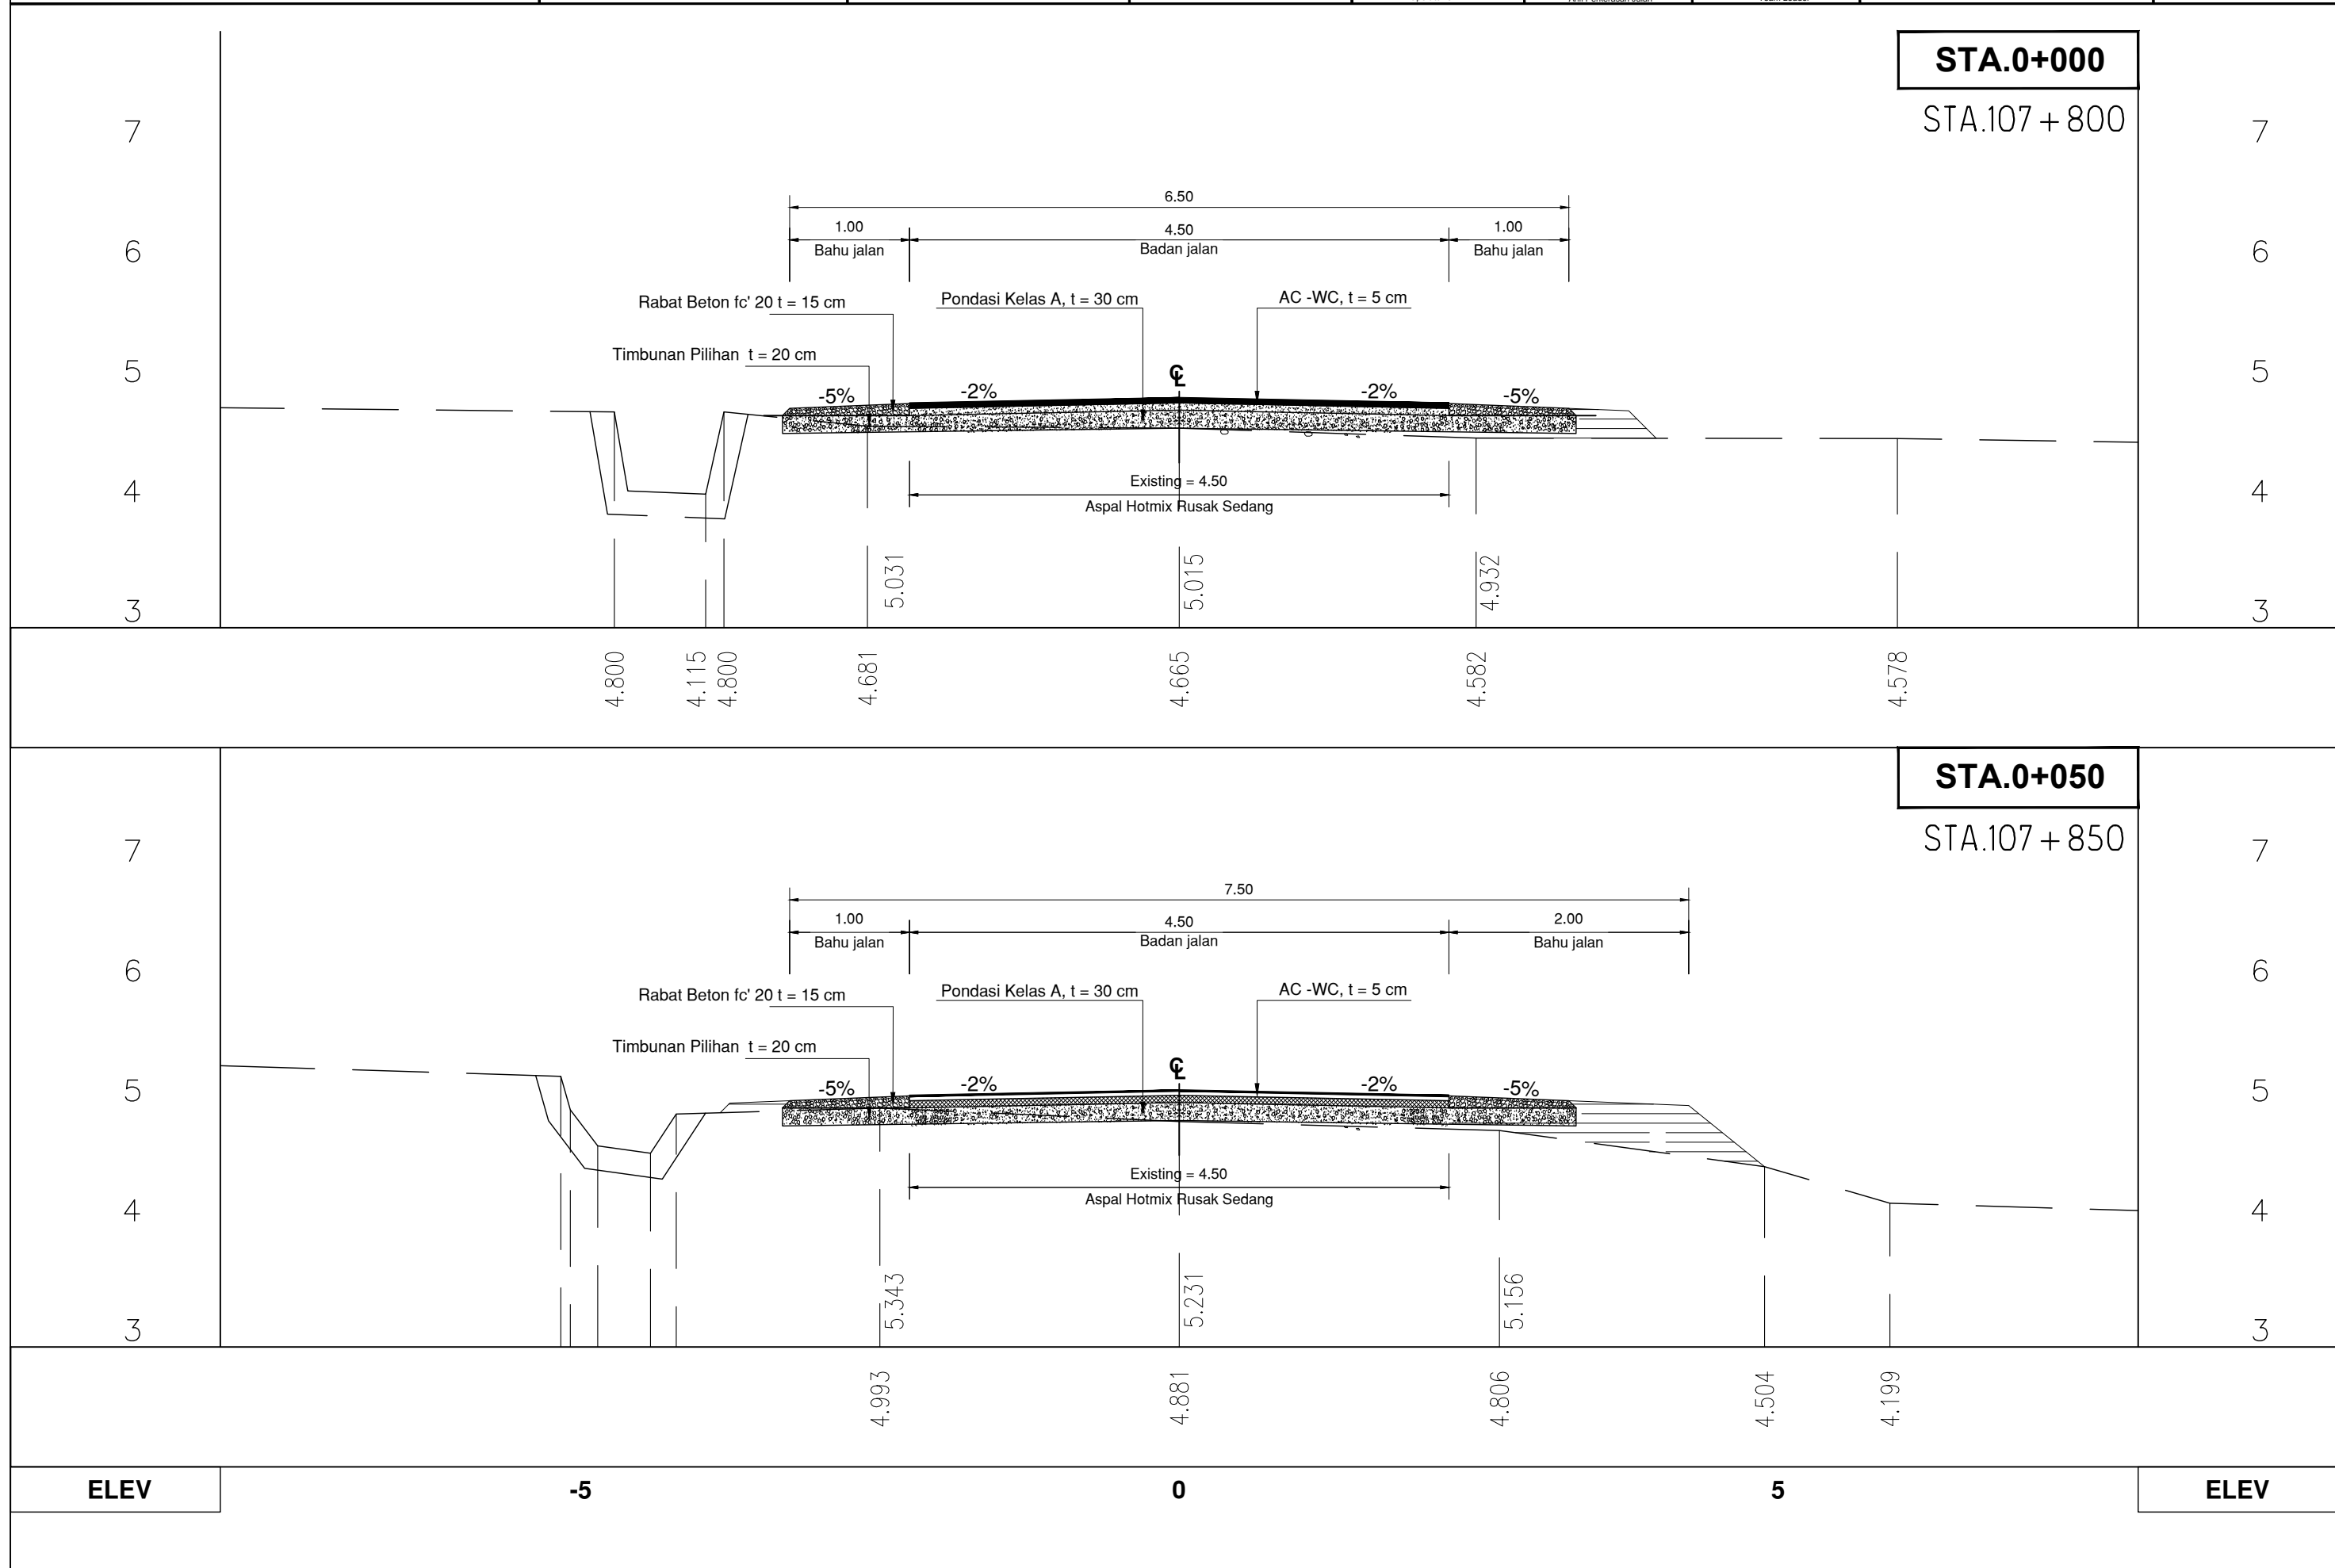 STA.0+000
STA.107+800
7
7
6.50
1.00
4.50
1.00
Bahu jalan
Badan jalan
Bahu jalan
6
6
Rabat Beton fc' 20 t = 15 cm
Pondasi Kelas A, t = 30 cm
AC -WC, t = 5 cm
Timbunan Pilihan t = 20 cm
5
5
℄
-5%
-2%
-2%
-5%
Existing = 4.50
4
4
Aspal Hotmix Rusak Sedang
5.031
5.015
4.932
3
3
4.800
4.115
4.800
4.681
4.665
4.582
4.578
STA.0+050
STA.107+850
7
7
7.50
1.00
4.50
2.00
Bahu jalan
Badan jalan
Bahu jalan
6
6
Rabat Beton fc' 20 t = 15 cm
Pondasi Kelas A, t = 30 cm
AC -WC, t = 5 cm
Timbunan Pilihan t = 20 cm
℄
5
5
-5%
-2%
-2%
-5%
Existing = 4.50
Aspal Hotmix Rusak Sedang
4
4
5.343
5.231
5.156
3
3
4.993
4.881
4.806
4.504
4.199
ELEV
-5
0
5
ELEV